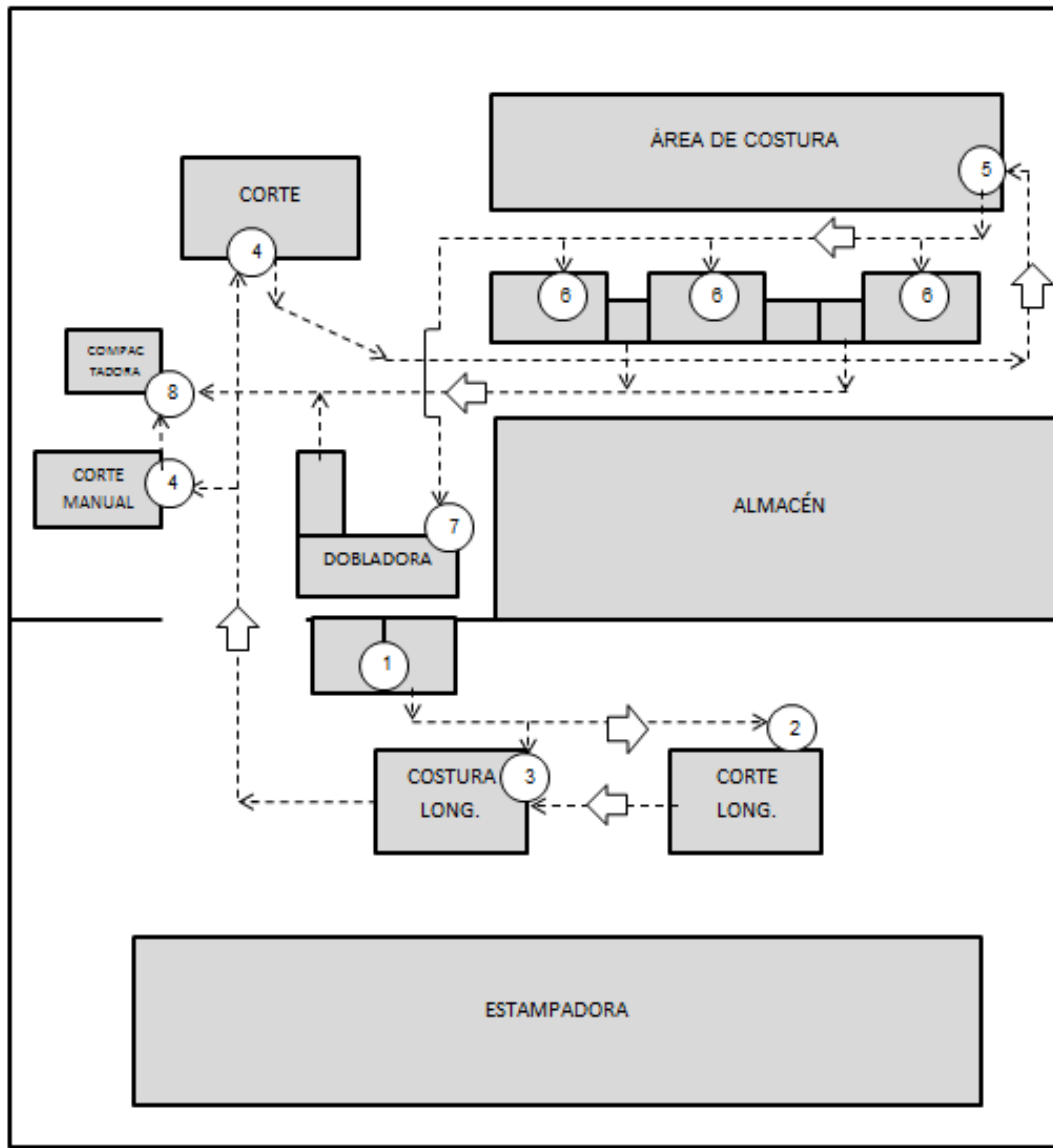 ÁREA DE COSTURA
5
CORTE
4
6
6
6
COMPAC
TADORA
8
CORTE
MANUAL
4
7
DOBLADORA
ALMACÉN
1
2
COSTURA
LONG.
3
CORTE
LONG.
ESTAMPADORA